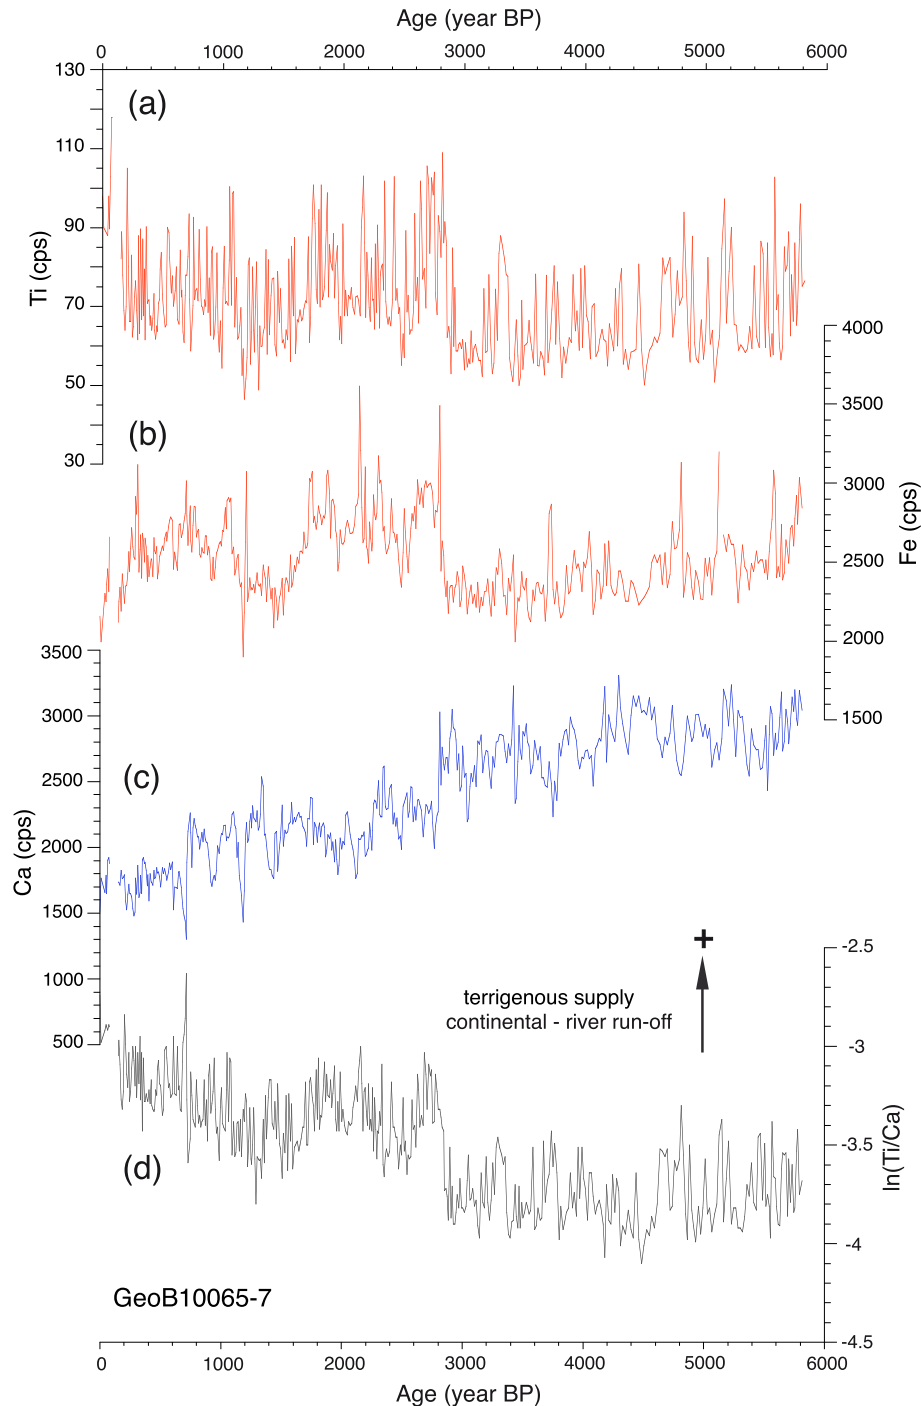 Age (year BP)
0 1000 2000 3000 4000 5000 6000
130
(a)
110
90
Ti (cps)
70
50
30
4000
3500
(b)
3000
Fe (cps)
2500
2000
1500
3500
3000
(c)
2500
Ca (cps)
2000
1500
1000
500
+
terrigenous supply
continental - river run-off
-2.5
-3
-3.5
ln(Ti/Ca)
(d)
-4
-4.5
GeoB10065-7
0 1000 2000 3000 4000 5000 6000
Age (year BP)